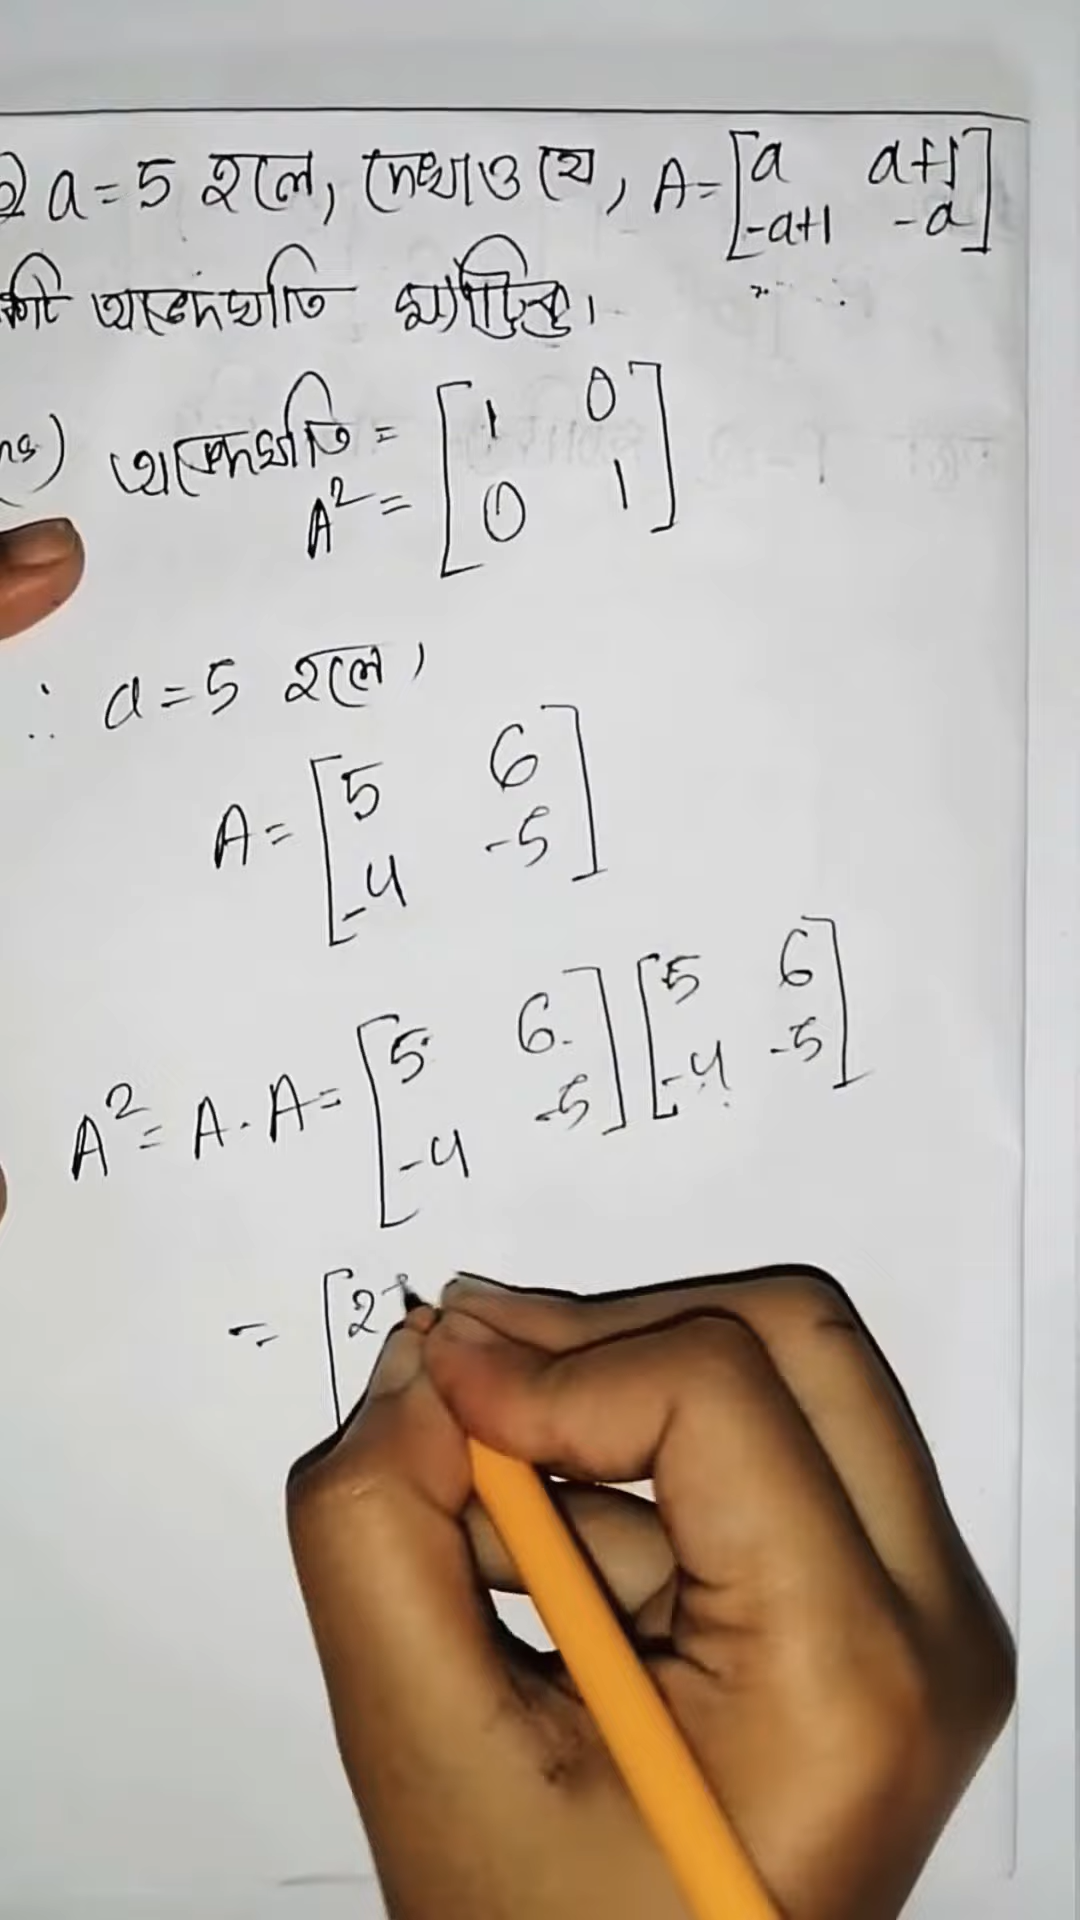 a = 5 হলে, দেখাও যে, A = [a a+1
-a+1 -a]
অভেদঘাতি ম্যাট্রিক্স।
অভেদঘাতি = [1 0
A² = 0 1]
∴ a = 5 হলে,
A = [5 6
-4 -5]
A² = A · A = [5 6 -4 -5] [5 6 -4 -5]
= [2